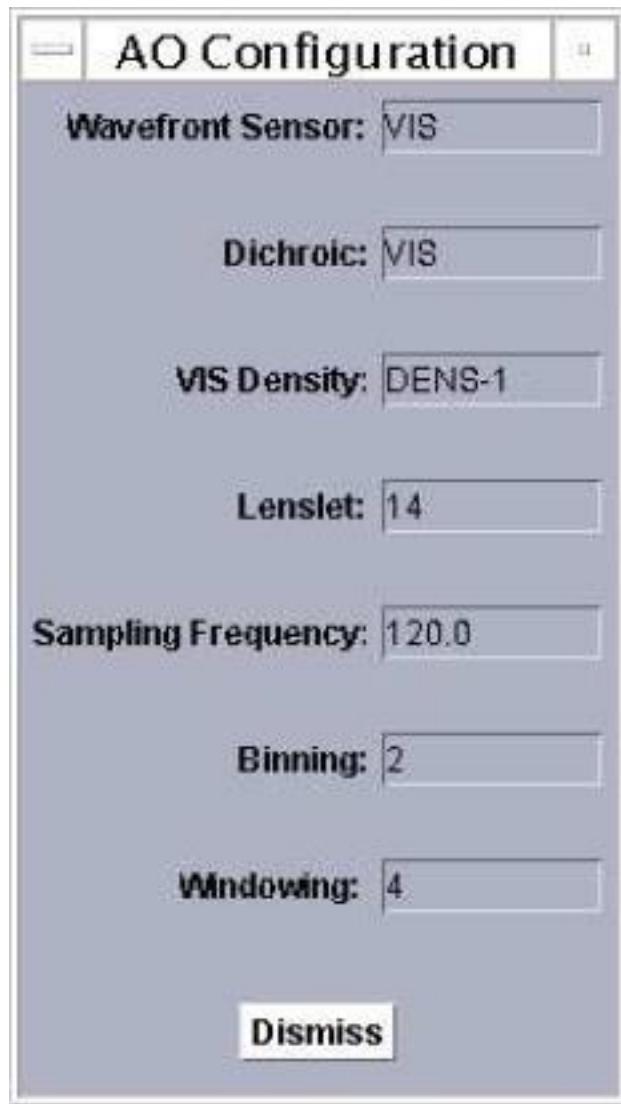 AO Configuration
Wavefront Sensor: VIS
Dichroic: VIS
VIS Density: DENS-1
Lenslet: 14
Sampling Frequency: 120.0
Binning: 2
Windowing: 4
Dismiss